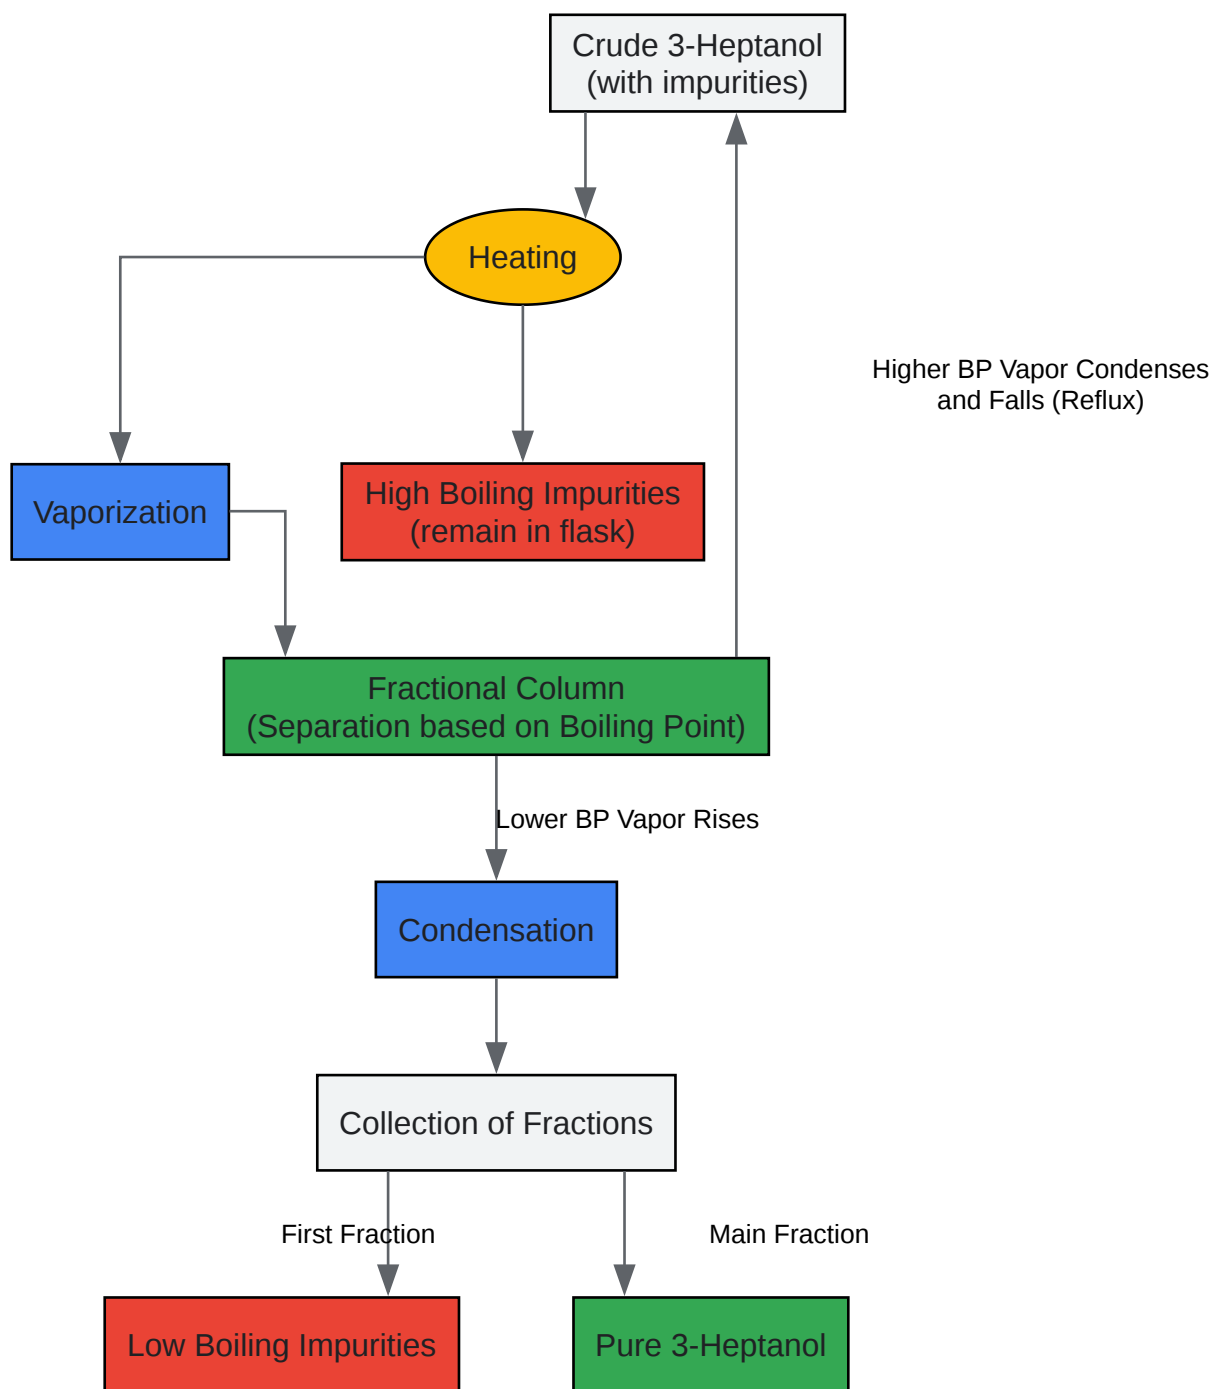 Crude 3-Heptanol
(with impurities)
Heating
Higher BP Vapor Condenses
and Falls (Reflux)
Vaporization
High Boiling Impurities
(remain in flask)
Fractional Column
(Separation based on Boiling Point)
Lower BP Vapor Rises
Condensation
Collection of Fractions
First Fraction
Main Fraction
Low Boiling Impurities
Pure 3-Heptanol